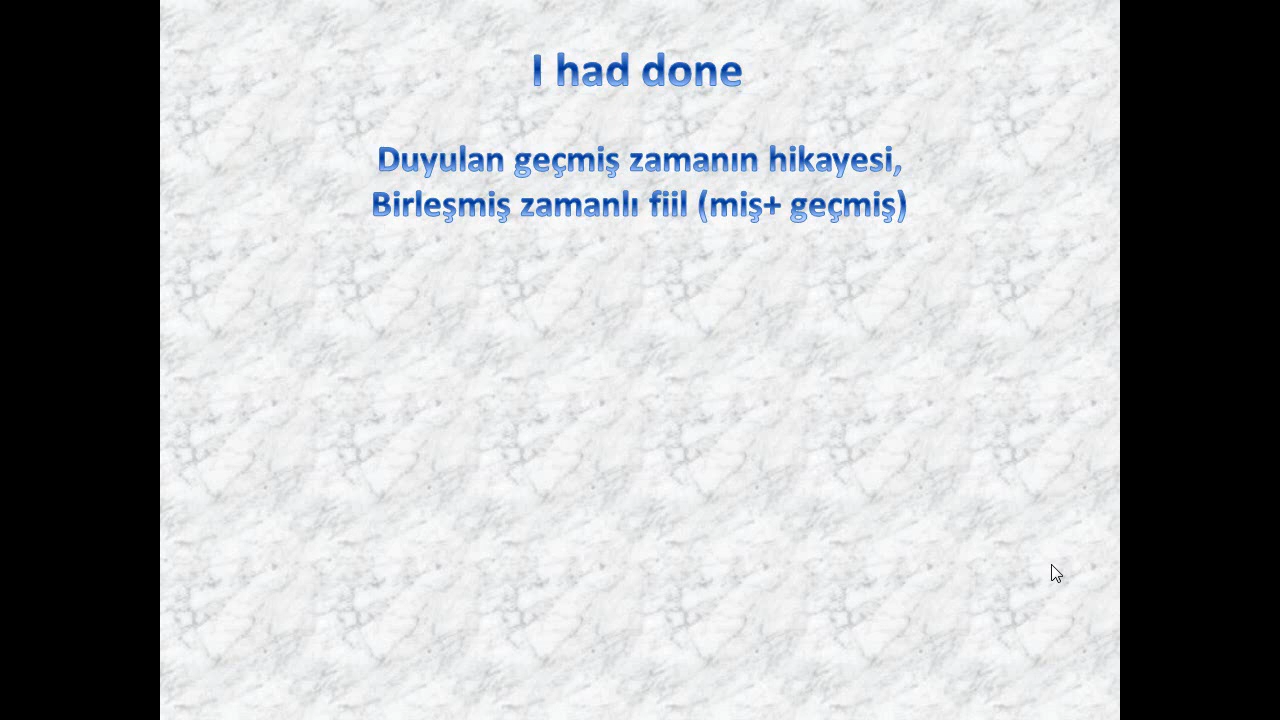 I had done
Duyulan geçmiş zamanın hikayesi,
Birleşmiş zamanlı fiil (miş+ geçmiş)